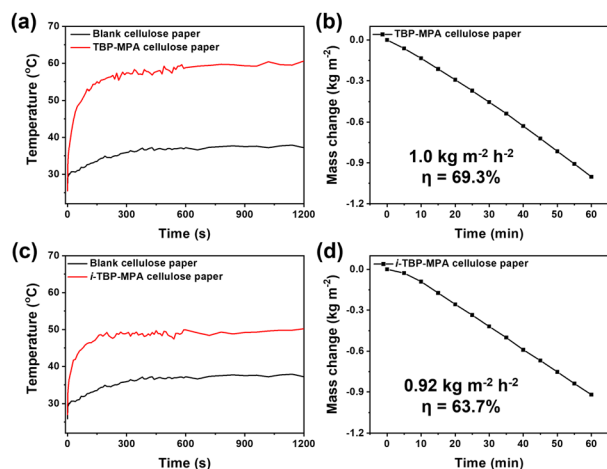 (a)
Blank cellulose paper
TBP-MPA cellulose paper
Temperature (°C)
70
60
50
40
30
0 300 600 900 1200
Time (s)
(b)
TBP-MPA cellulose paper
Mass change (kg m-2)
0.0
-0.3
-0.6
-0.9
-1.2
1.0 kg m-2 h-2
η = 69.3%
0 10 20 30 40 50 60
Time (min)
(c)
Blank cellulose paper
i-TBP-MPA cellulose paper
Temperature (°C)
70
60
50
40
30
0 300 600 900 1200
Time (s)
(d)
i-TBP-MPA cellulose paper
Mass change (kg m-2)
0.0
-0.3
-0.6
-0.9
-1.2
0.92 kg m-2 h-2
η = 63.7%
0 10 20 30 40 50 60
Time (min)